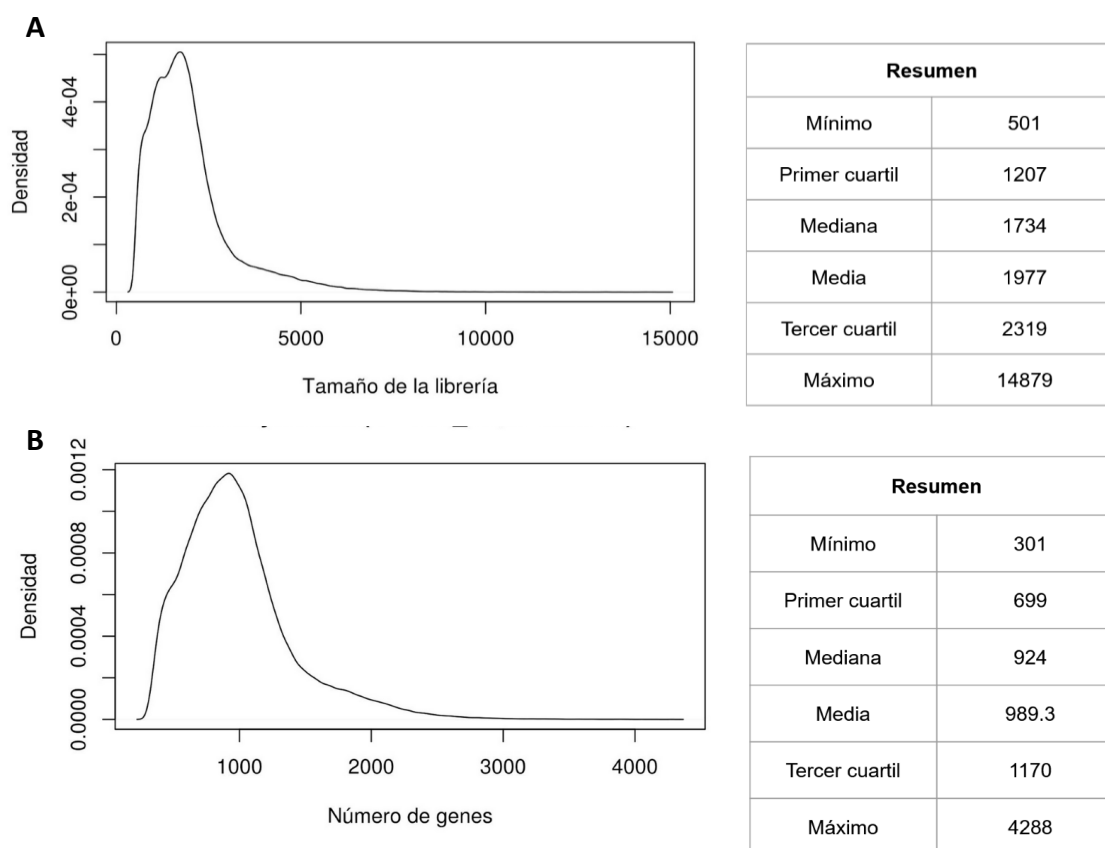 A
Densidad
0e+00
2e-04
4e-04
0
5000
10000
15000
Tamaño de la librería
Resumen
Mínimo 501
Primer cuartil 1207
Mediana 1734
Media 1977
Tercer cuartil 2319
Máximo 14879
B
Densidad
0.0000
0.0004
0.0008
0.0012
1000
2000
3000
4000
Número de genes
Resumen
Mínimo 301
Primer cuartil 699
Mediana 924
Media 989.3
Tercer cuartil 1170
Máximo 4288